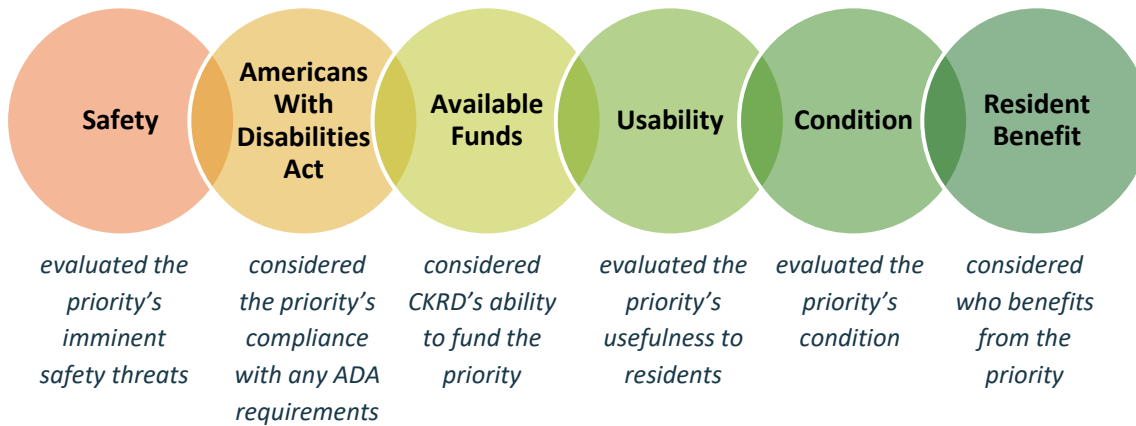 Safety
Americans
With
Disabilities
Act
Available
Funds
Usability
Condition
Resident
Benefit
evaluated the
priority’s
imminent
safety threats
considered
the priority’s
compliance
with any ADA
requirements
considered
CKRD’s ability
to fund the
priority
evaluated the
priority’s
usefulness to
residents
evaluated the
priority’s
condition
considered
who benefits
from the
priority